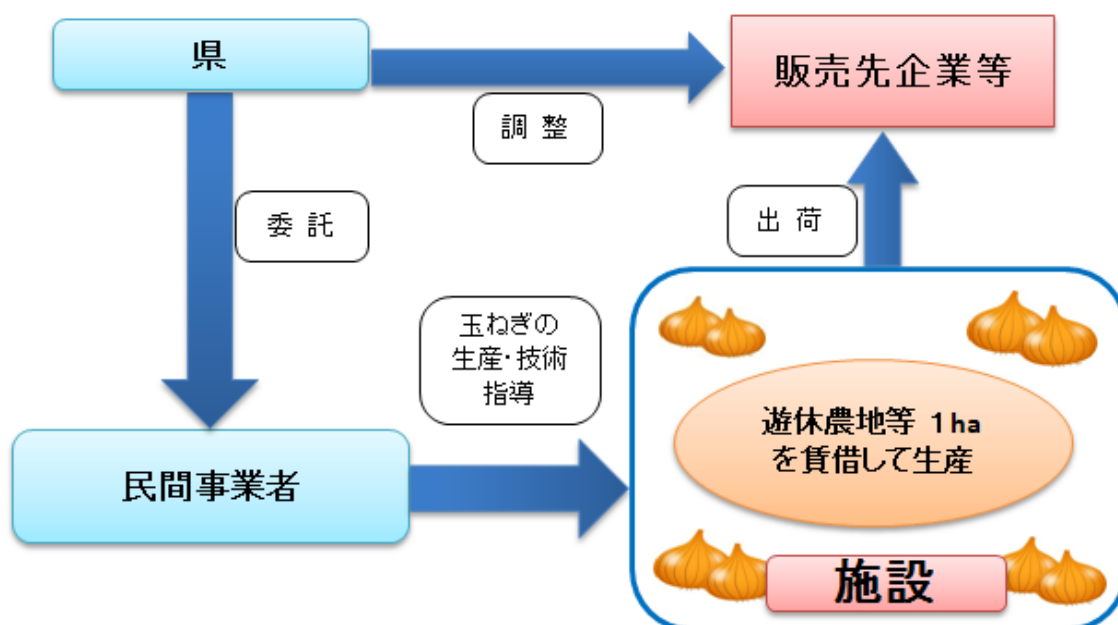 県
販売先企業等
調整
委託
出荷
玉ねぎの
生産・技術
指導
遊休農地等 1ha
を賃借して生産
民間事業者
施設